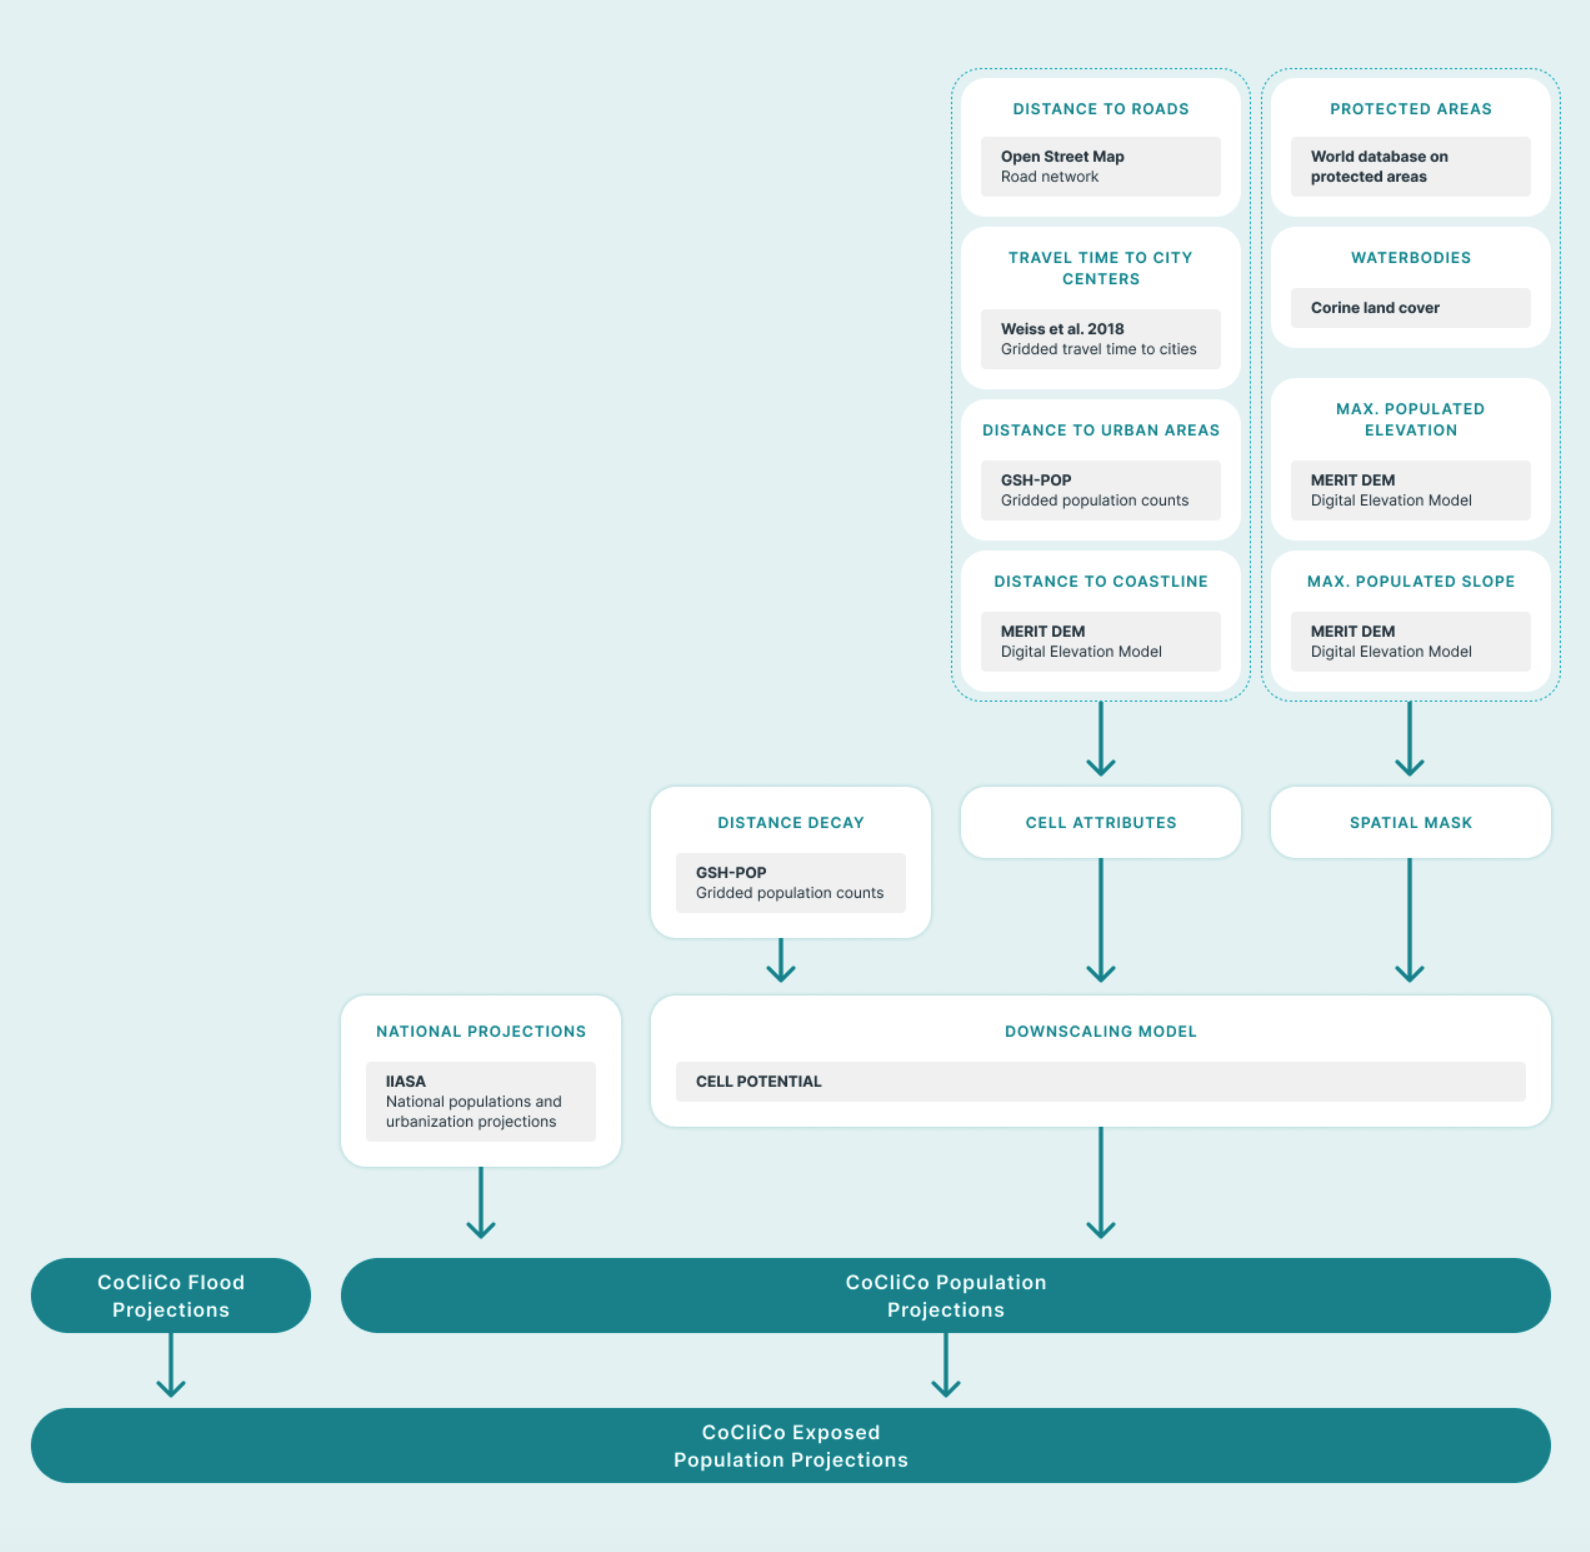 DISTANCE TO ROADS
Open Street Map
Road network
TRAVEL TIME TO CITY
CENTERS
Weiss et al. 2018
Gridded travel time to cities
DISTANCE TO URBAN AREAS
GSH-POP
Gridded population counts
DISTANCE TO COASTLINE
MERIT DEM
Digital Elevation Model
PROTECTED AREAS
World database on
protected areas
WATERBODIES
Corine land cover
MAX. POPULATED
ELEVATION
MERIT DEM
Digital Elevation Model
MAX. POPULATED SLOPE
MERIT DEM
Digital Elevation Model
DISTANCE DECAY
GSH-POP
Gridded population counts
CELL ATTRIBUTES
SPATIAL MASK
NATIONAL PROJECTIONS
IIASA
National populations and
urbanization projections
DOWNSCALING MODEL
CELL POTENTIAL
CoCliCo Flood
Projections
CoCliCo Population
Projections
CoCliCo Exposed
Population Projections